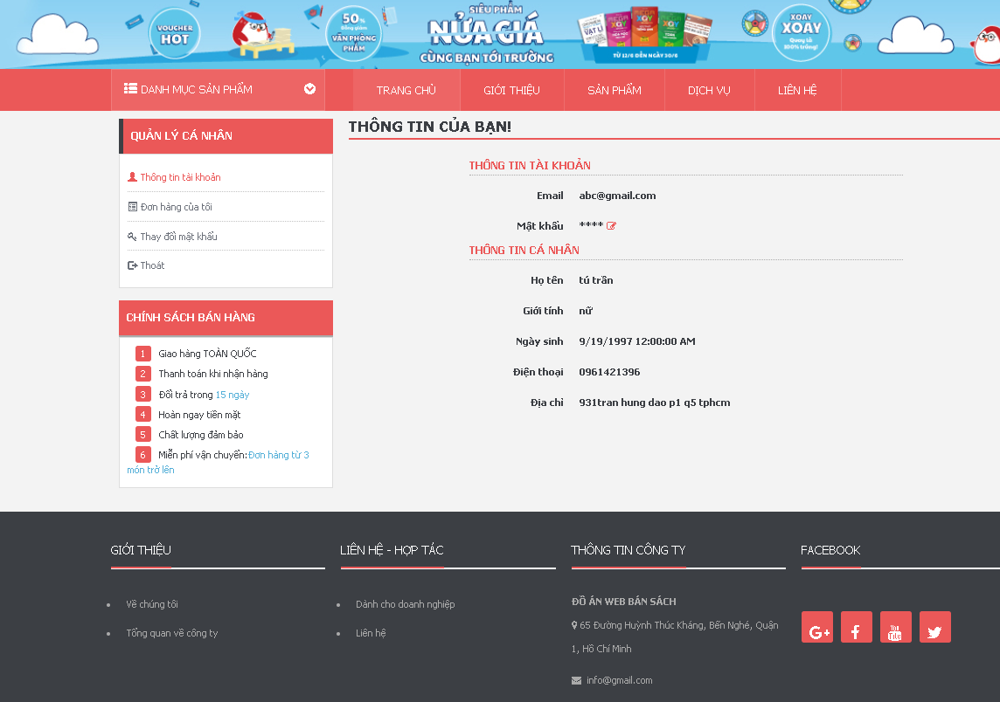 VOUCHER
HOT
50%
Đồng giảm
VĂN PHÒNG
PHẨM
SIÊU PHẨM
NỬA GIÁ
CÙNG BẠN TỚI TRƯỜNG
TỪ 12/6 ĐẾN NGÀY 30/6
XOAY
XOAY
Quay là
100% trúng!
DANH MỤC SẢN PHẨM
TRANG CHỦ
GIỚI THIỆU
SẢN PHẨM
DỊCH VỤ
LIÊN HỆ
QUẢN LÝ CÁ NHÂN
Thông tin tài khoản
Đơn hàng của tôi
Thay đổi mật khẩu
Thoát
CHÍNH SÁCH BÁN HÀNG
1 Giao hàng TOÀN QUỐC
2 Thanh toán khi nhận hàng
3 Đổi trả trong 15 ngày
4 Hoàn ngay tiền mặt
5 Chất lượng đảm bảo
6 Miễn phí vận chuyển:Đơn hàng từ 3
món trở lên
THÔNG TIN CỦA BẠN!
THÔNG TIN TÀI KHOẢN
Email abc@gmail.com
Mật khẩu ****
THÔNG TIN CÁ NHÂN
Họ tên tú trần
Giới tính nữ
Ngày sinh 9/19/1997 12:00:00 AM
Điện thoại 0961421396
Địa chỉ 931tran hung dao p1 q5 tphcm
GIỚI THIỆU
Về chúng tôi
Tổng quan về công ty
LIÊN HỆ - HỢP TÁC
Dành cho doanh nghiệp
Liên hệ
THÔNG TIN CÔNG TY
ĐỒ ÁN WEB BÁN SÁCH
65 Đường Huỳnh Thúc Kháng, Bến Nghé, Quận
1, Hồ Chí Minh
info@gmail.com
FACEBOOK